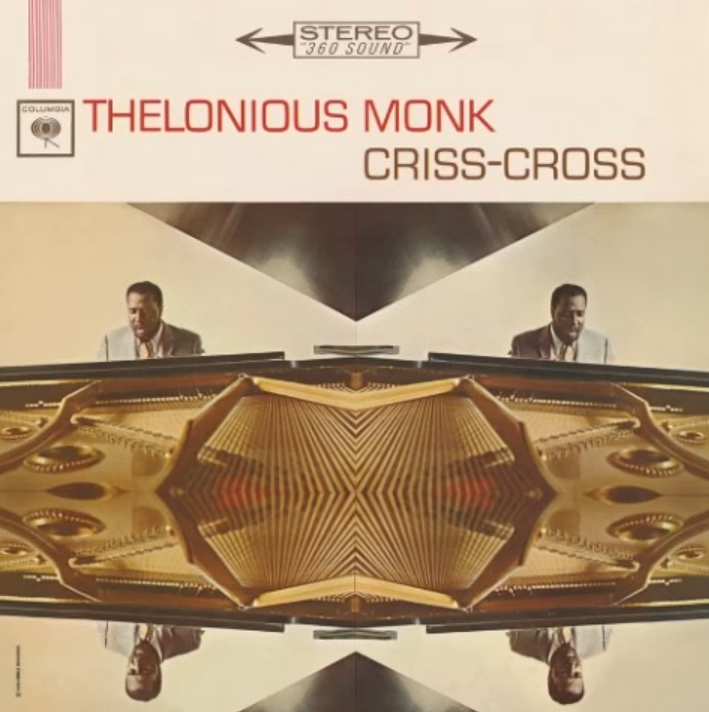 STEREO
"360 SOUND"
COLUMBIA
THELONIOUS MONK
CRISS-CROSS